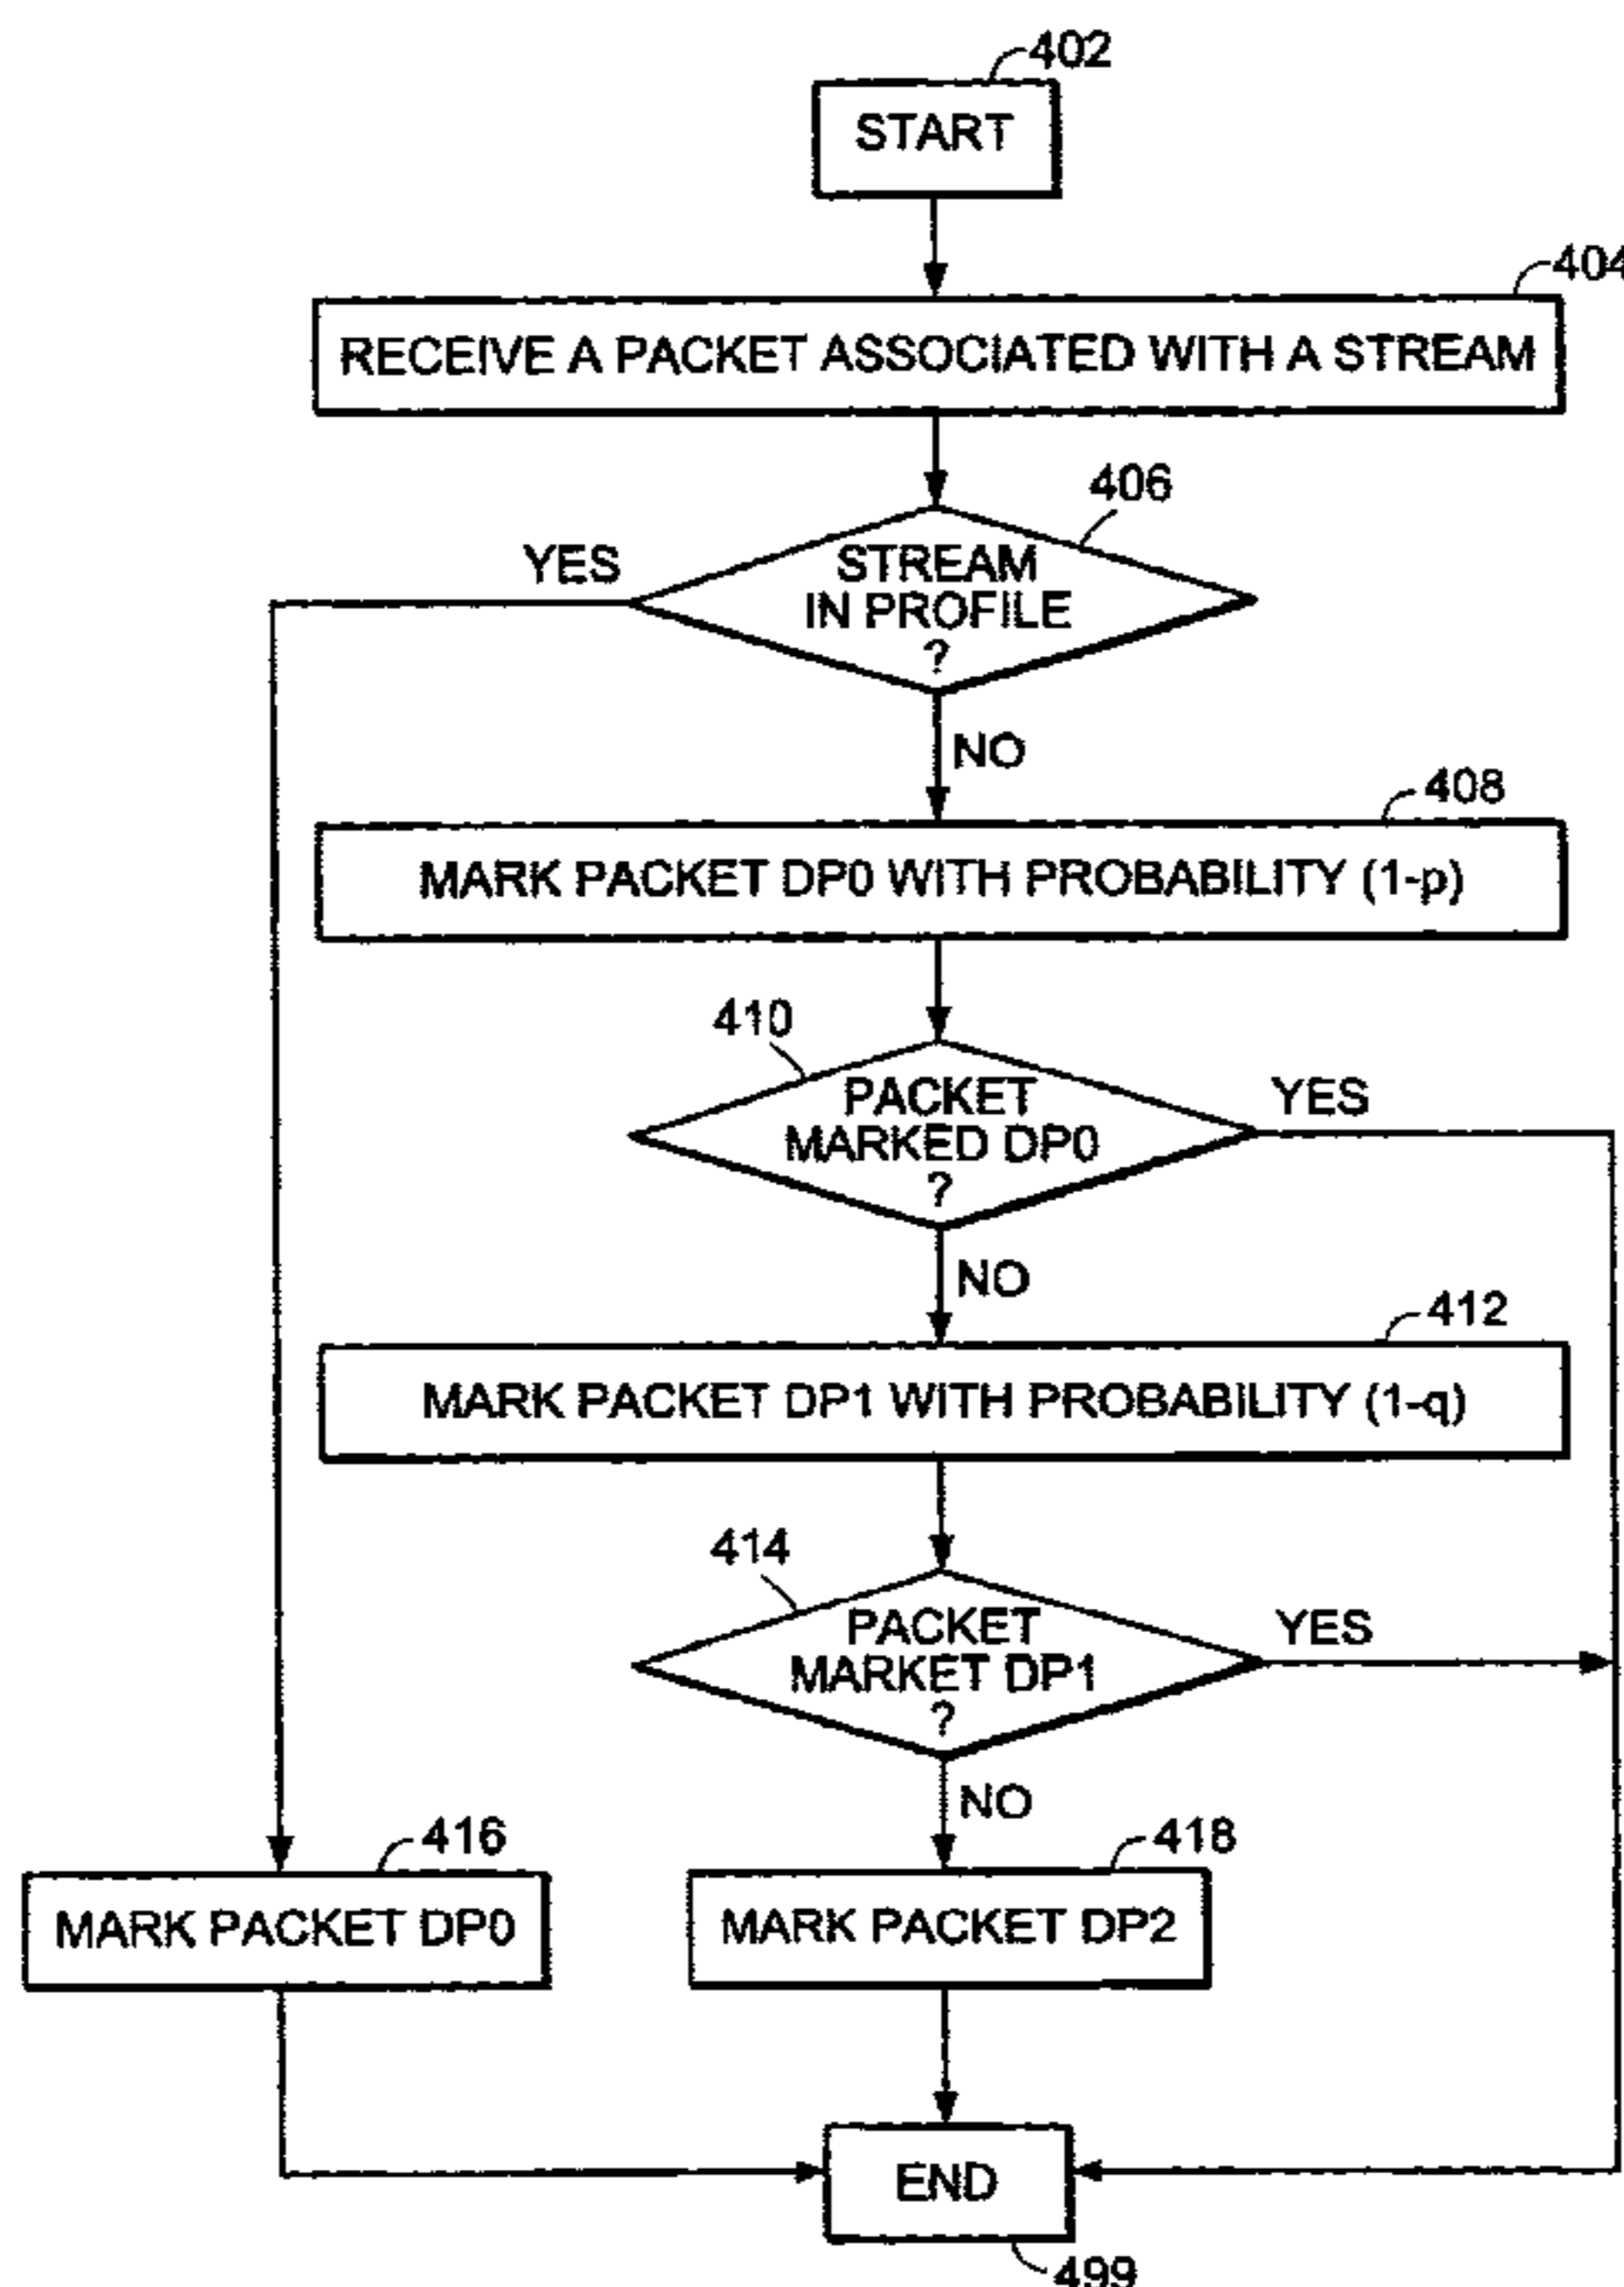 402
START
404
RECEIVE A PACKET ASSOCIATED WITH A STREAM
406
YES
STREAM
IN PROFILE
?
NO
408
MARK PACKET DP0 WITH PROBABILITY (1-p)
410
PACKET
MARKED DP0
?
YES
NO
412
MARK PACKET DP1 WITH PROBABILITY (1-q)
414
PACKET
MARKET DP1
?
YES
NO
416
MARK PACKET DP0
418
MARK PACKET DP2
END
499